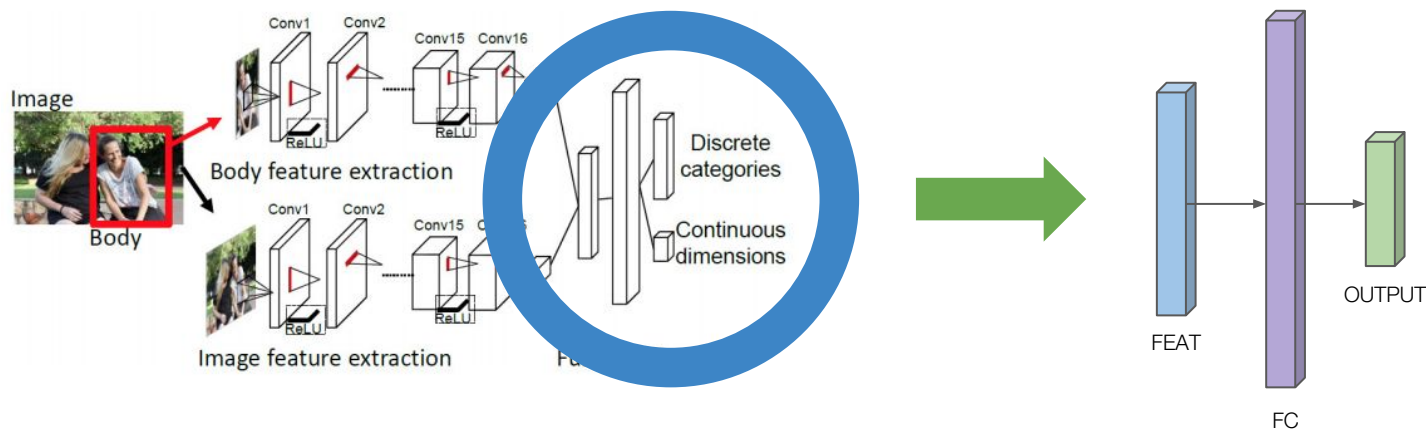 Image
Body
Conv1
Conv2
Conv15
Conv16
ReLU
ReLU
Body feature extraction
Conv1
Conv2
Conv15
ReLU
ReLU
Image feature extraction
Discrete
categories
Continuous
dimensions
FEAT
FC
OUTPUT